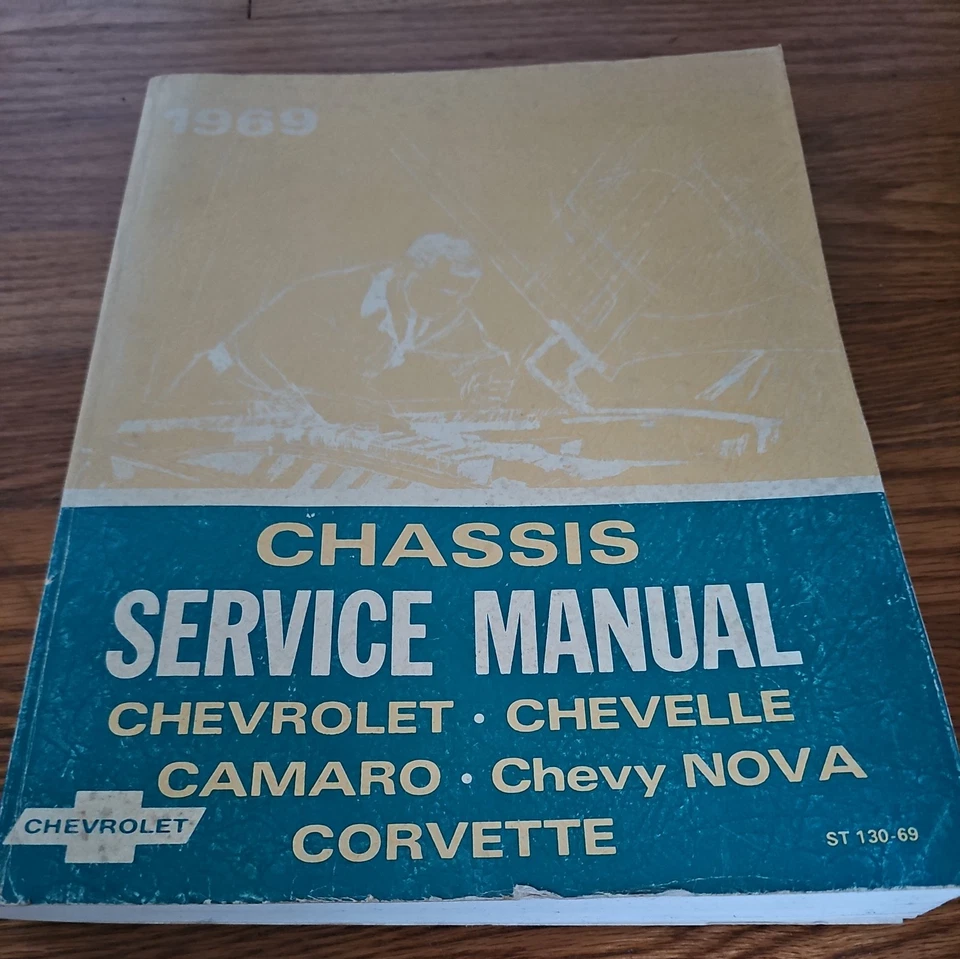 1969
CHASSIS
SERVICE MANUAL
CHEVROLET • CHEVELLE
CAMARO • Chevy NOVA
CHEVROLET
CORVETTE
ST 130-69